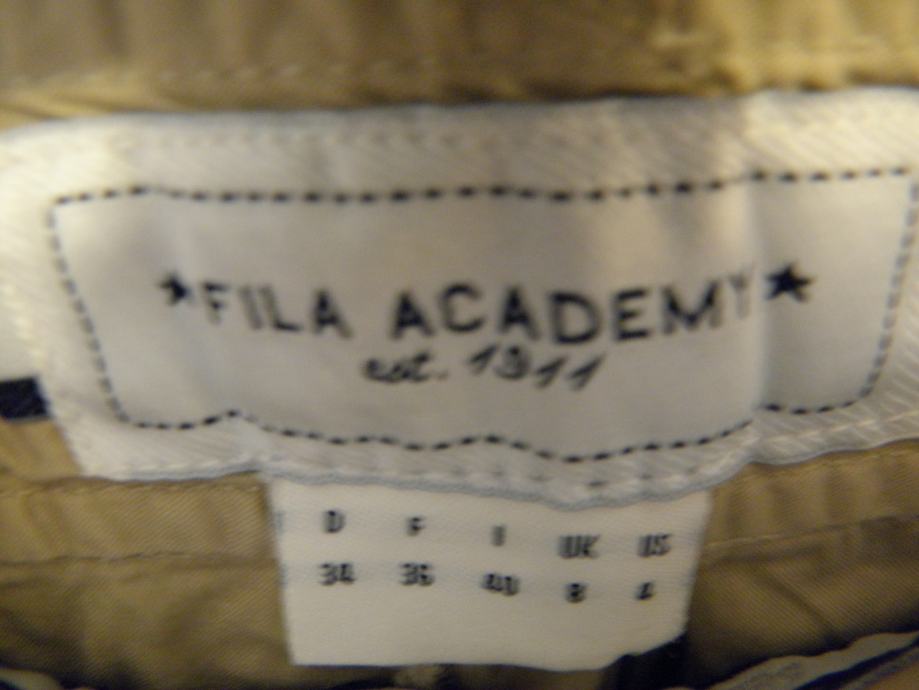 FILA ACADEMY
est. 1911
D F I UK US
34 36 40 8 4